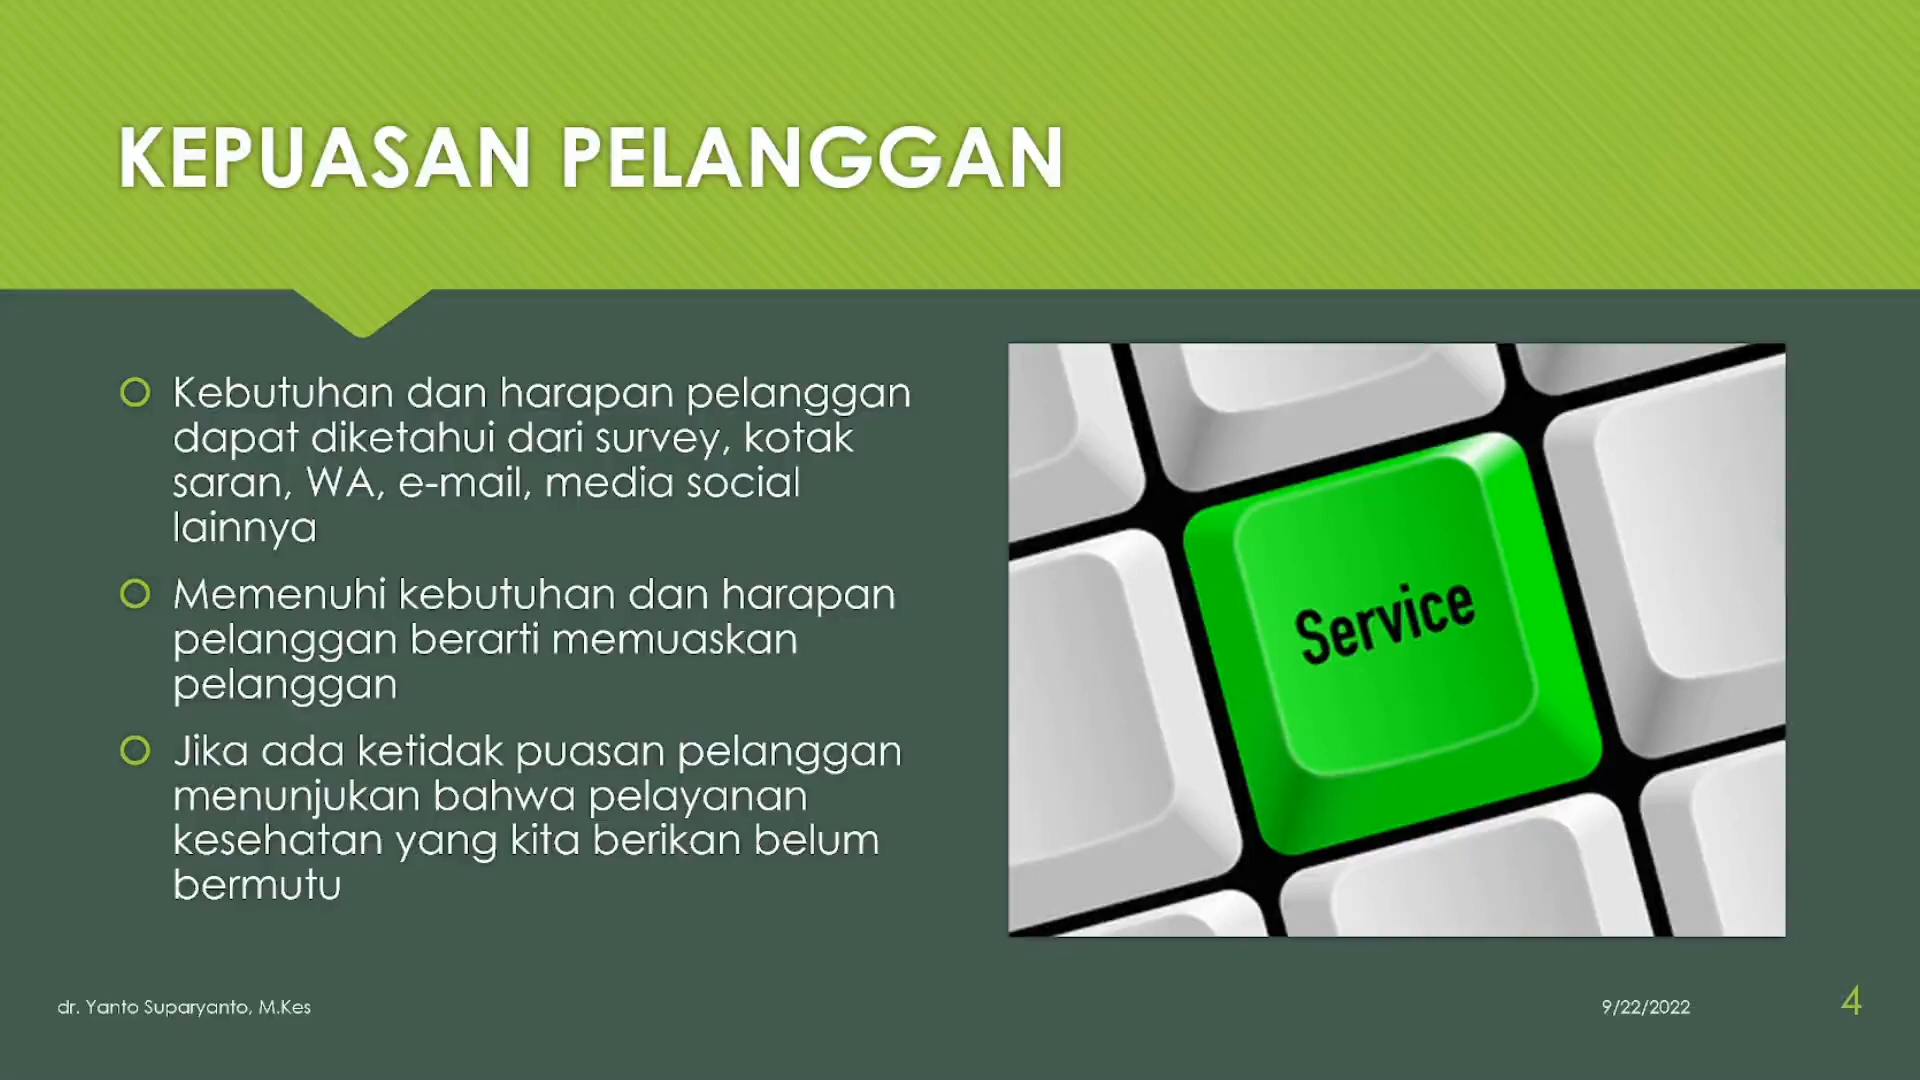 KEPUASAN PELANGGAN
Kebutuhan dan harapan pelanggan
dapat diketahui dari survey, kotak
saran, WA, e-mail, media social
lainnya
Memenuhi kebutuhan dan harapan
pelanggan berarti memuaskan
pelanggan
Jika ada ketidak puasan pelanggan
menunjukan bahwa pelayanan
kesehatan yang kita berikan belum
bermutu
Service
dr. Yanto Suparyanto, M.Kes
9/22/2022
4